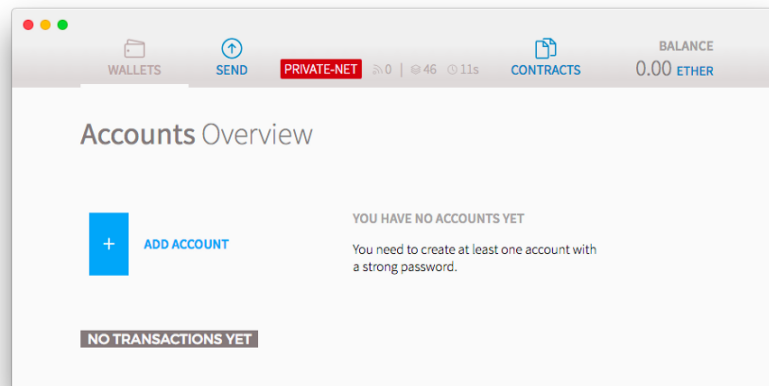 WALLETS
SEND
PRIVATE-NET 0 | 46 11s
CONTRACTS
BALANCE
0.00 ETHER
Accounts Overview
ADD ACCOUNT
YOU HAVE NO ACCOUNTS YET
You need to create at least one account with
a strong password.
NO TRANSACTIONS YET